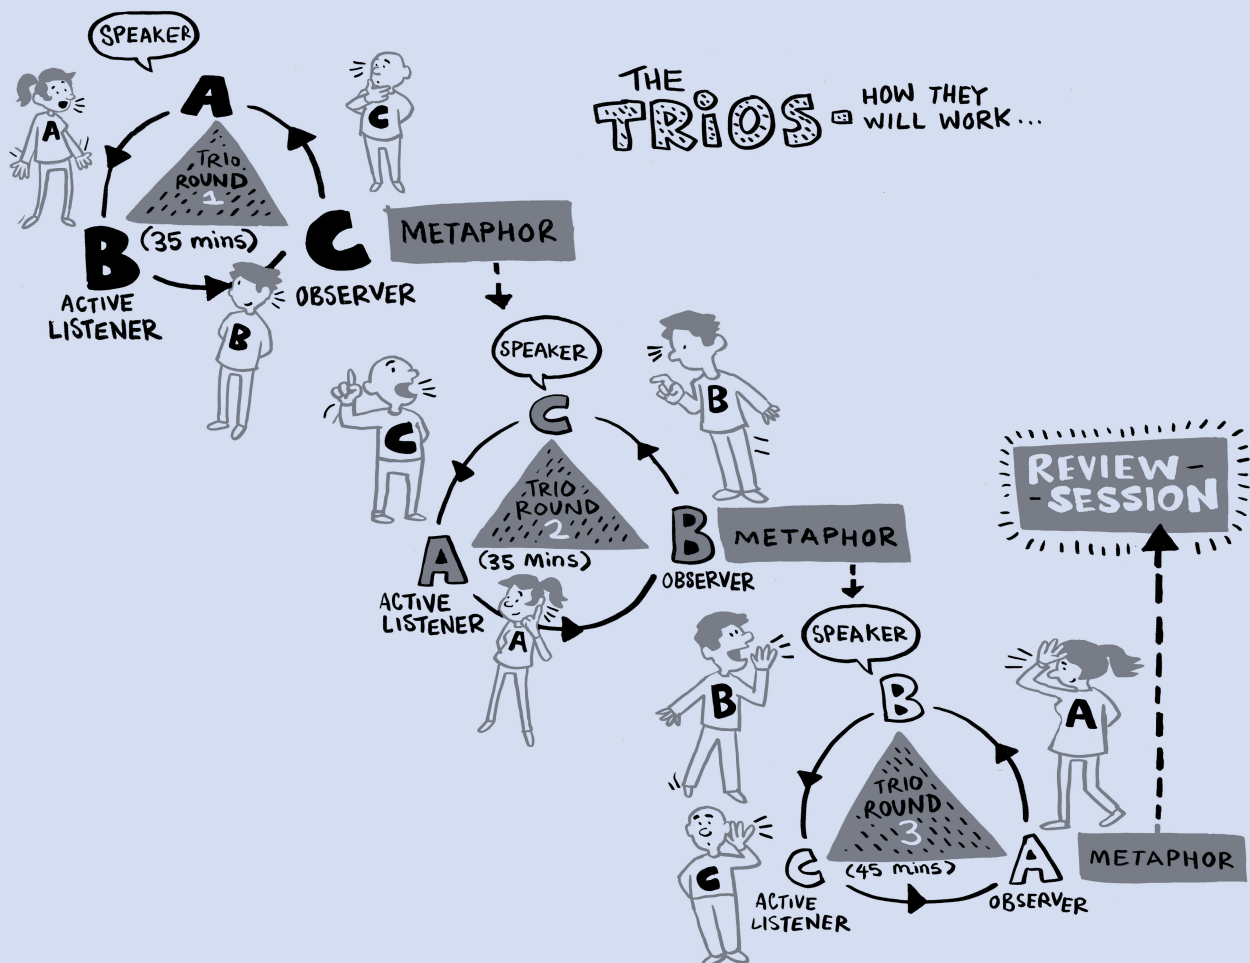 THE
TRiOS - HOW THEY
WILL WORK...
SPEAKER
A
A
C
TRIO
ROUND
1
(35 mins)
B
ACTIVE
LISTENER
C
OBSERVER
B
METAPHOR
SPEAKER
C
C
B
TRIO
ROUND
2
(35 MINS)
A
ACTIVE
LISTENER
B
OBSERVER
A
METAPHOR
SPEAKER
B
B
A
TRIO
ROUND
3
(45 mins)
C
ACTIVE
LISTENER
A
OBSERVER
C
METAPHOR
REVIEW-
-SESSION